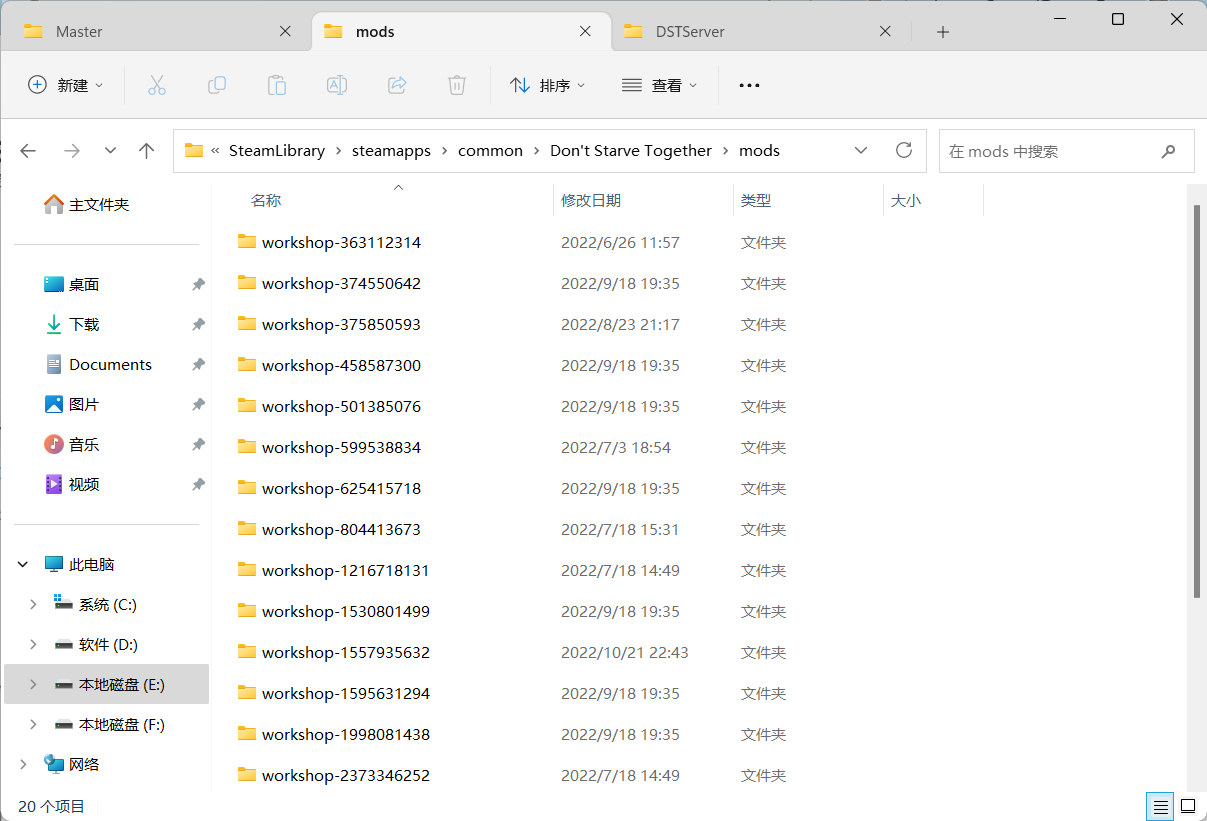 Master
mods
DSTServer
新建
排序
查看
« SteamLibrary > steamapps > common > Don't Starve Together > mods
在 mods 中搜索
主文件夹
桌面
下载
Documents
图片
音乐
视频
此电脑
系统 (C:)
软件 (D:)
本地磁盘 (E:)
本地磁盘 (F:)
网络
名称 修改日期 类型 大小
workshop-363112314 2022/6/26 11:57 文件夹
workshop-374550642 2022/9/18 19:35 文件夹
workshop-375850593 2022/8/23 21:17 文件夹
workshop-458587300 2022/9/18 19:35 文件夹
workshop-501385076 2022/9/18 19:35 文件夹
workshop-599538834 2022/7/3 18:54 文件夹
workshop-625415718 2022/9/18 19:35 文件夹
workshop-804413673 2022/7/18 15:31 文件夹
workshop-1216718131 2022/7/18 14:49 文件夹
workshop-1530801499 2022/9/18 19:35 文件夹
workshop-1557935632 2022/10/21 22:43 文件夹
workshop-1595631294 2022/9/18 19:35 文件夹
workshop-1998081438 2022/9/18 19:35 文件夹
workshop-2373346252 2022/7/18 14:49 文件夹
20 个项目